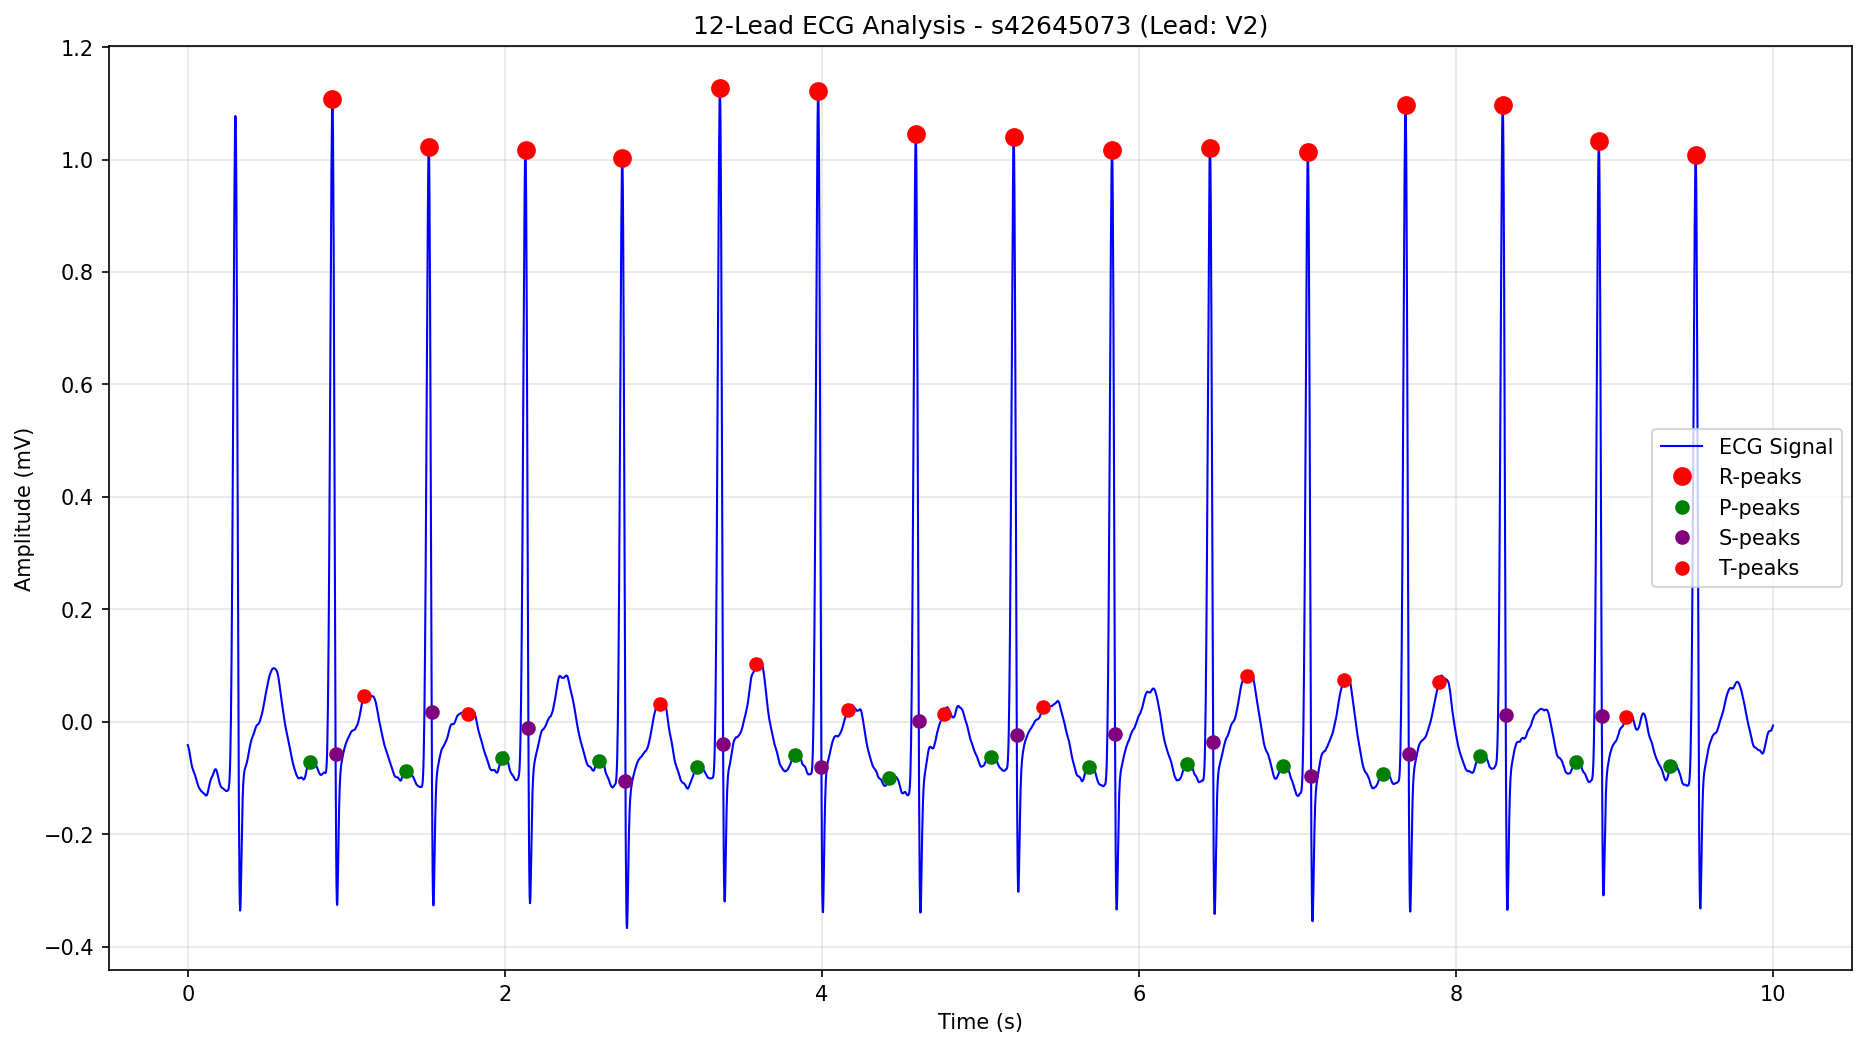 12-Lead ECG Analysis - s42645073 (Lead: V2)
Amplitude (mV)
1.2
1.0
0.8
0.6
0.4
0.2
0.0
−0.2
−0.4
ECG Signal
R-peaks
P-peaks
S-peaks
T-peaks
0 2 4 6 8 10
Time (s)